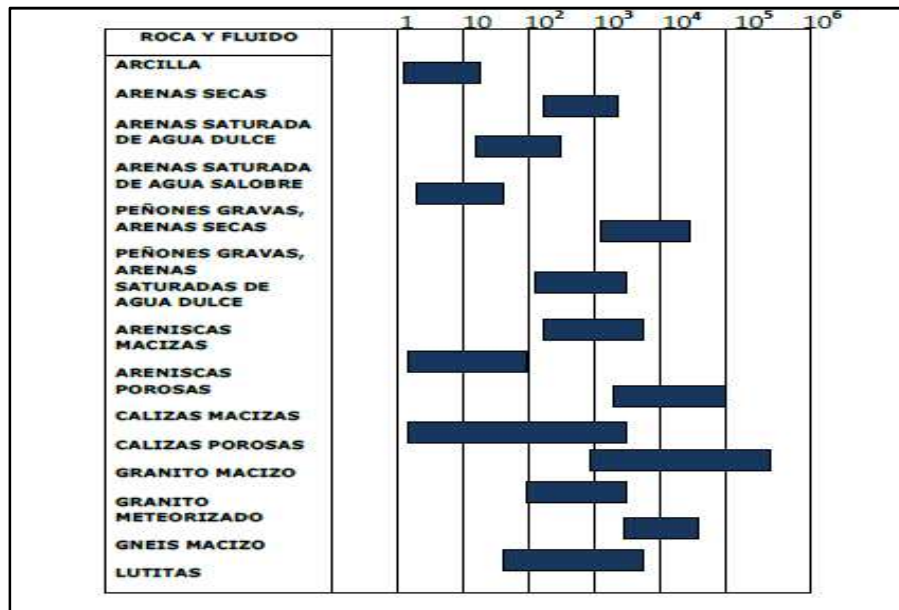 1 10 10² 10³ 10⁴ 10⁵ 10⁶
ROCA Y FLUIDO
ARCILLA
ARENAS SECAS
ARENAS SATURADA
DE AGUA DULCE
ARENAS SATURADA
DE AGUA SALOBRE
PEÑONES GRAVAS,
ARENAS SECAS
PEÑONES GRAVAS,
ARENAS
SATURADAS DE
AGUA DULCE
ARENISCAS
MACIZAS
ARENISCAS
POROSAS
CALIZAS MACIZAS
CALIZAS POROSAS
GRANITO MACIZO
GRANITO
METEORIZADO
GNEIS MACIZO
LUTITAS